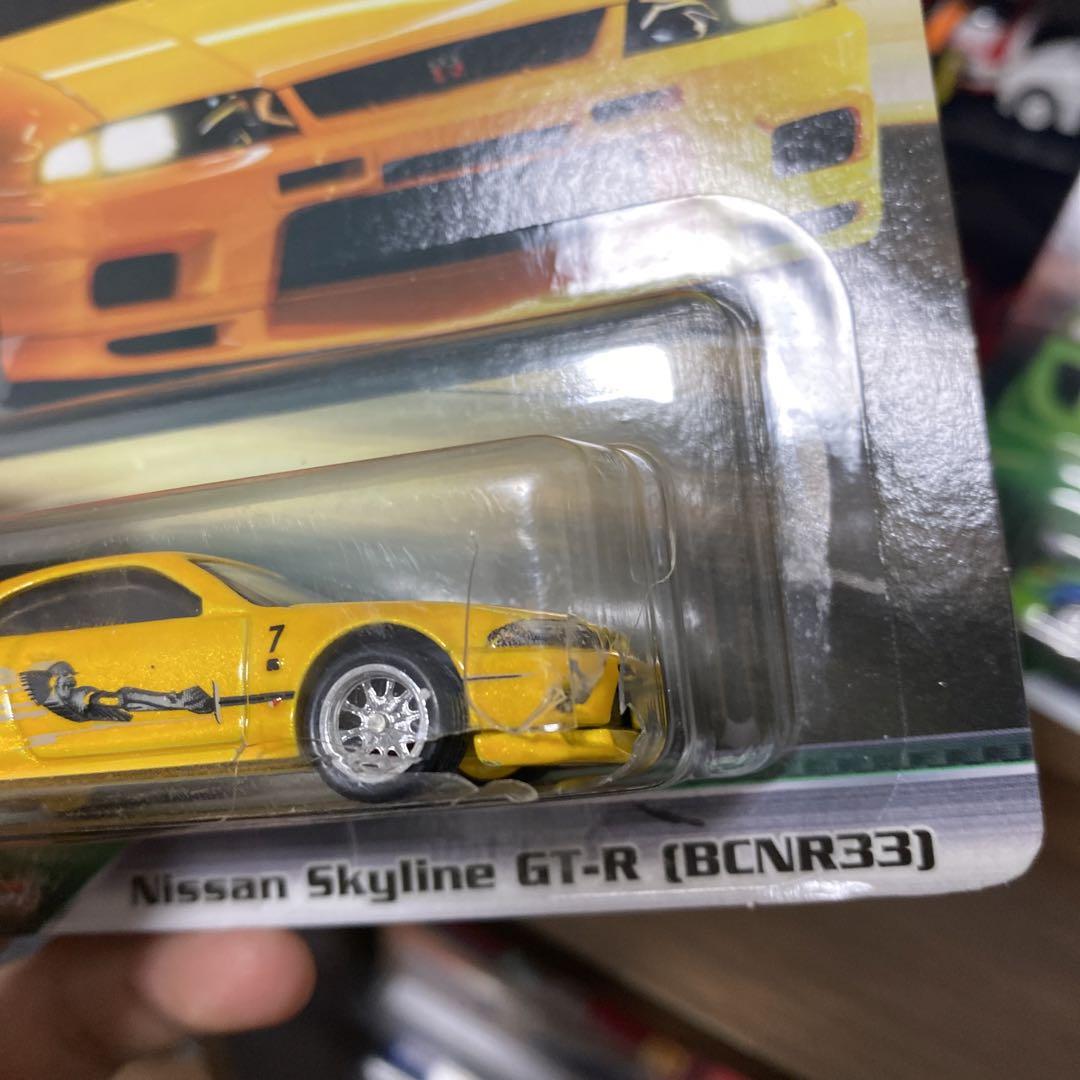 7
Nissan Skyline GT-R (BCNR33)